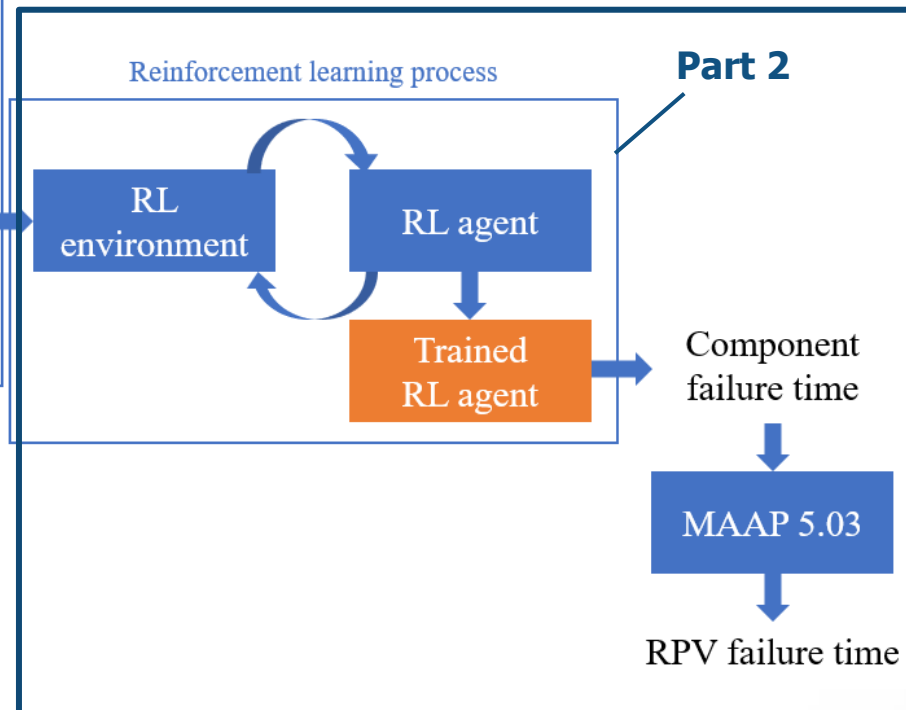 Part 2
Reinforcement learning process
RL
environment
RL agent
Trained
RL agent
Component
failure time
MAAP 5.03
RPV failure time